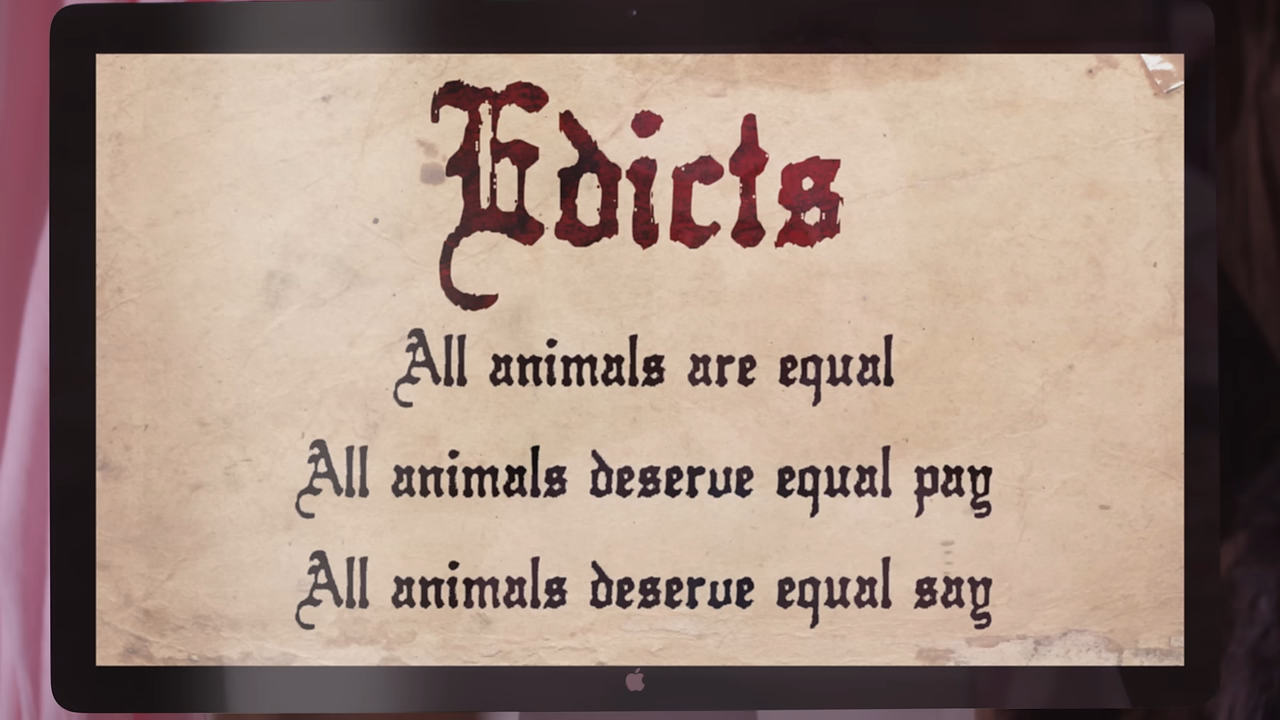 Edicts
All animals are equal
All animals deserve equal pay
All animals deserve equal say